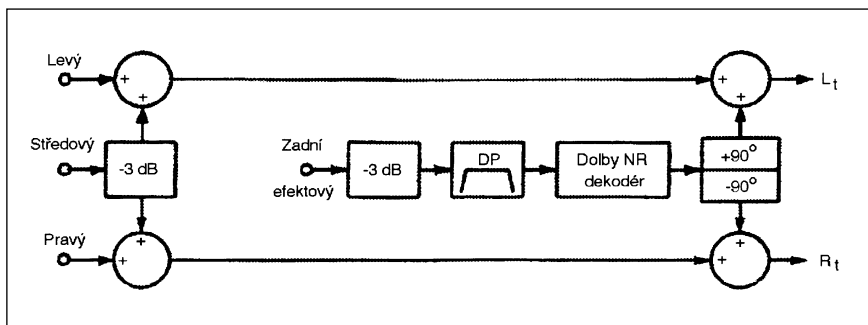 Levý
+
+
+
+
L t
Středový
-3 dB
Zadní
efektový
-3 dB
DP
Dolby NR
dekodér
+90°
-90°
Pravý
+
+
+
+
R t